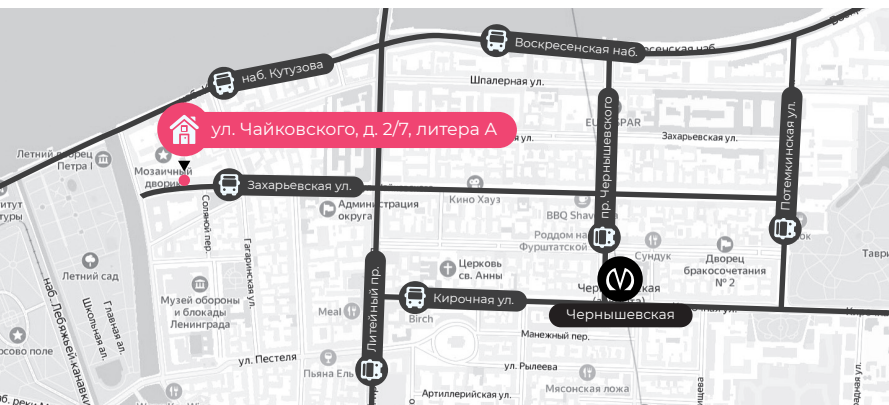 Воскресенская наб.
наб. Кутузова
Шпалерная ул.
пр. Чернышевского
Потемкинская ул.
ул. Чайковского, д. 2/7, литера А
Захарьевская ул.
Летний
Петра I
Мозаичный
дворик
Захарьевская ул.
Кино Хауз
Администрация
округа
BBQ
Роддом на
Фурштатской
Сундук
Дворец
бракосочетания
№ 2
Соляной пер.
Гагаринская ул.
Летний сад
Церковь
св. Анны
Музей обороны
и блокады
Ленинграда
наб. Лебяжьей канавки
Главная ал.
Школьная ал.
Литейный пр.
Кирочная ул.
Чернышевская
Meal
Birch
Манежный пер.
ул. Пестеля
Пьяна
ул. Рылеева
Мясонская ложа
Артиллерийская ул.